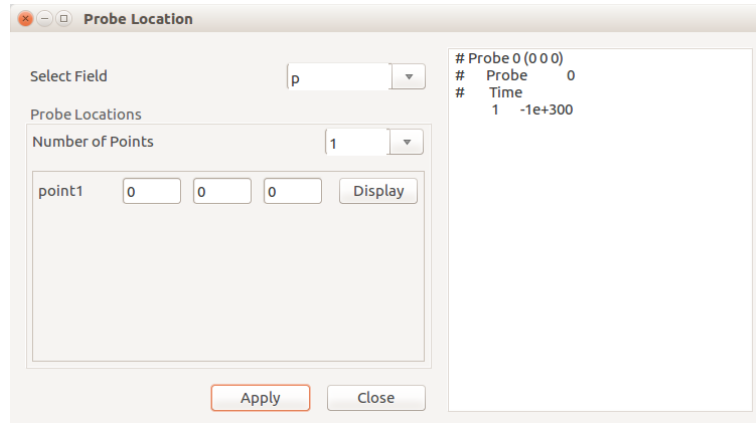 Probe Location
Select Field p
Probe Locations
Number of Points 1
point1 0 0 0 Display
Apply Close
# Probe 0 (0 0 0)
# Probe 0
# Time
1 -1e+300